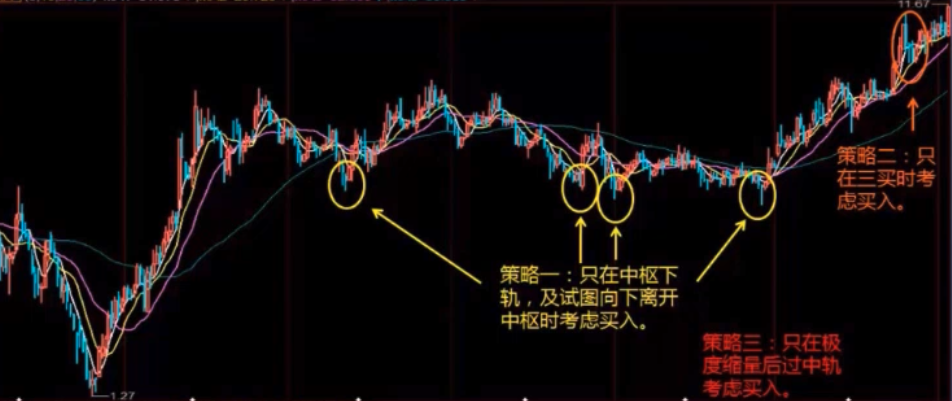 11.67
策略二：只
在三买时考
虑买入。
策略一：只在中枢下
轨，及试图向下离开
中枢时考虑买入。
策略三：只在极
度缩量后过中轨
考虑买入。
1.27